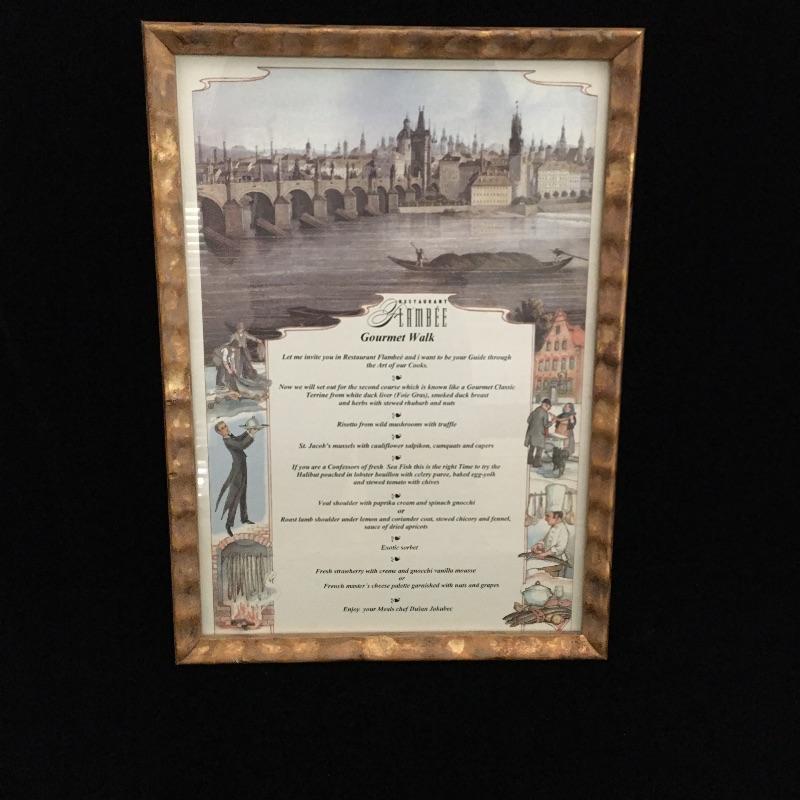 RESTAURANT
FLAMBÉE
Gourmet Walk
Let me invite you in Restaurant Flambeé and i want to be your Guide through
the Art of our Cooks.
Now we will set out for the second course which is known like a Gourmet Classic
Terrine from white duck liver (Foie Gras), smoked duck breast
and herbs with stewed rhubarb and nuts
Risotto from wild mushrooms with truffle
St. Jacob's mussels with cauliflower salpikon, cumquats and capers
If you are a Confessors of fresh Sea Fish this is the right Time to try the
Halibut pouched in lobster bouillon with celery puree, baked egg-yolk
and stewed tomato with chives
Veal shoulder with paprika cream and spinach gnocchi
or
Roast lamb shoulder under lemon and coriander coat, stewed chicory and fennel,
sauce of dried apricots
Exotic sorbet
Fresh strawberry with creme and gnocchi vanilla mousse
or
French master's cheese palette garnished with nuts and grapes
Enjoy your Meals chef Dušan Jakubec